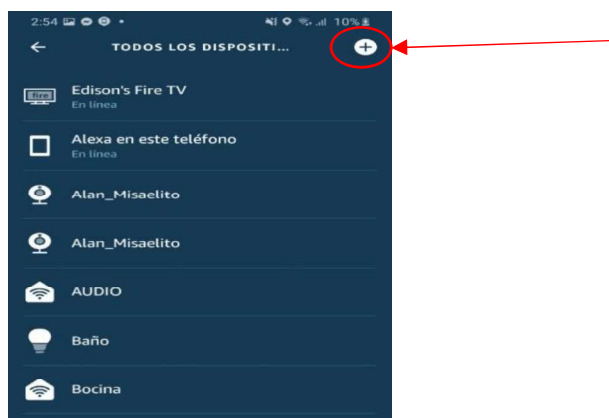 2:54
10%
TODOS LOS DISPOSITI...
fire
Edison's Fire TV
En línea
Alexa en este teléfono
En línea
Alan_Misaelito
Alan_Misaelito
AUDIO
Baño
Bocina